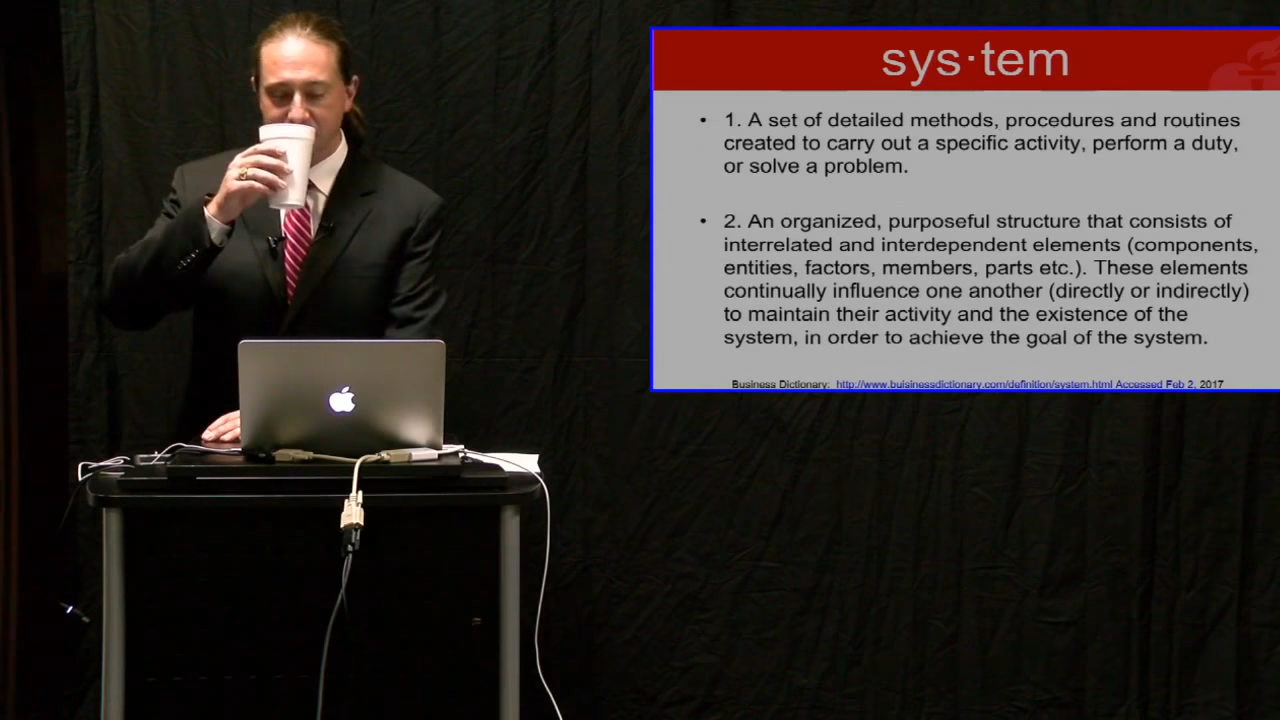 sys·tem
• 1. A set of detailed methods, procedures and routines
created to carry out a specific activity, perform a duty,
or solve a problem.
• 2. An organized, purposeful structure that consists of
interrelated and interdependent elements (components,
entities, factors, members, parts etc.). These elements
continually influence one another (directly or indirectly)
to maintain their activity and the existence of the
system, in order to achieve the goal of the system.
Business Dictionary: http://www.buisinessdictionary.com/definition/system.html Accessed Feb 2, 2017